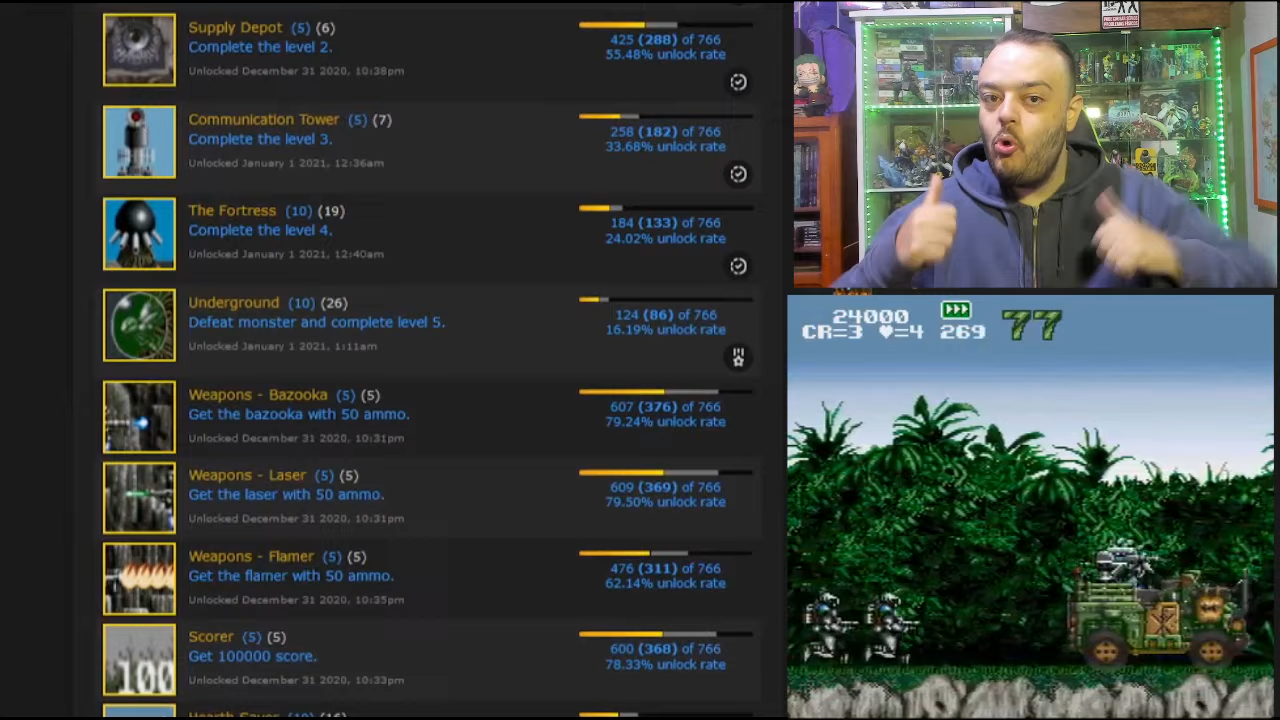 Supply Depot (5) (6)
Complete the level 2.
Unlocked December 31 2020, 10:38pm
425 (288) of 766
55.48% unlock rate
Communication Tower (5) (7)
Complete the level 3.
Unlocked January 1 2021, 12:36am
258 (182) of 766
33.68% unlock rate
The Fortress (10) (19)
Complete the level 4.
Unlocked January 1 2021, 12:40am
184 (133) of 766
24.02% unlock rate
Underground (10) (26)
Defeat monster and complete level 5.
Unlocked January 1 2021, 1:11am
124 (86) of 766
16.19% unlock rate
Weapons - Bazooka (5) (5)
Get the bazooka with 50 ammo.
Unlocked December 31 2020, 10:31pm
607 (376) of 766
79.24% unlock rate
Weapons - Laser (5) (5)
Get the laser with 50 ammo.
Unlocked December 31 2020, 10:31pm
609 (369) of 766
79.50% unlock rate
Weapons - Flamer (5) (5)
Get the flamer with 50 ammo.
Unlocked December 31 2020, 10:35pm
476 (311) of 766
62.14% unlock rate
100
Scorer (5) (5)
Get 100000 score.
Unlocked December 31 2020, 10:33pm
600 (368) of 766
78.33% unlock rate
24000
CR=3 ♥=4 269 77